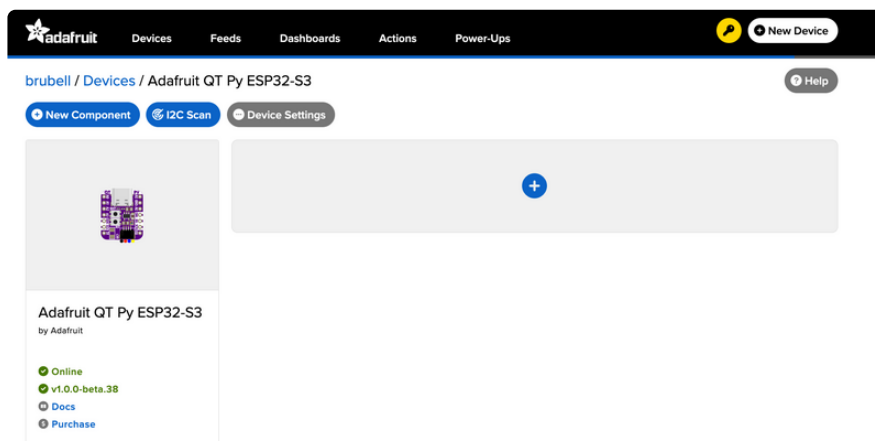 adafruit Devices Feeds Dashboards Actions Power-Ups New Device
brubell / Devices / Adafruit QT Py ESP32-S3 Help
New Component I2C Scan Device Settings
Adafruit QT Py ESP32-S3
by Adafruit
Online
v1.0.0-beta.38
Docs
Purchase